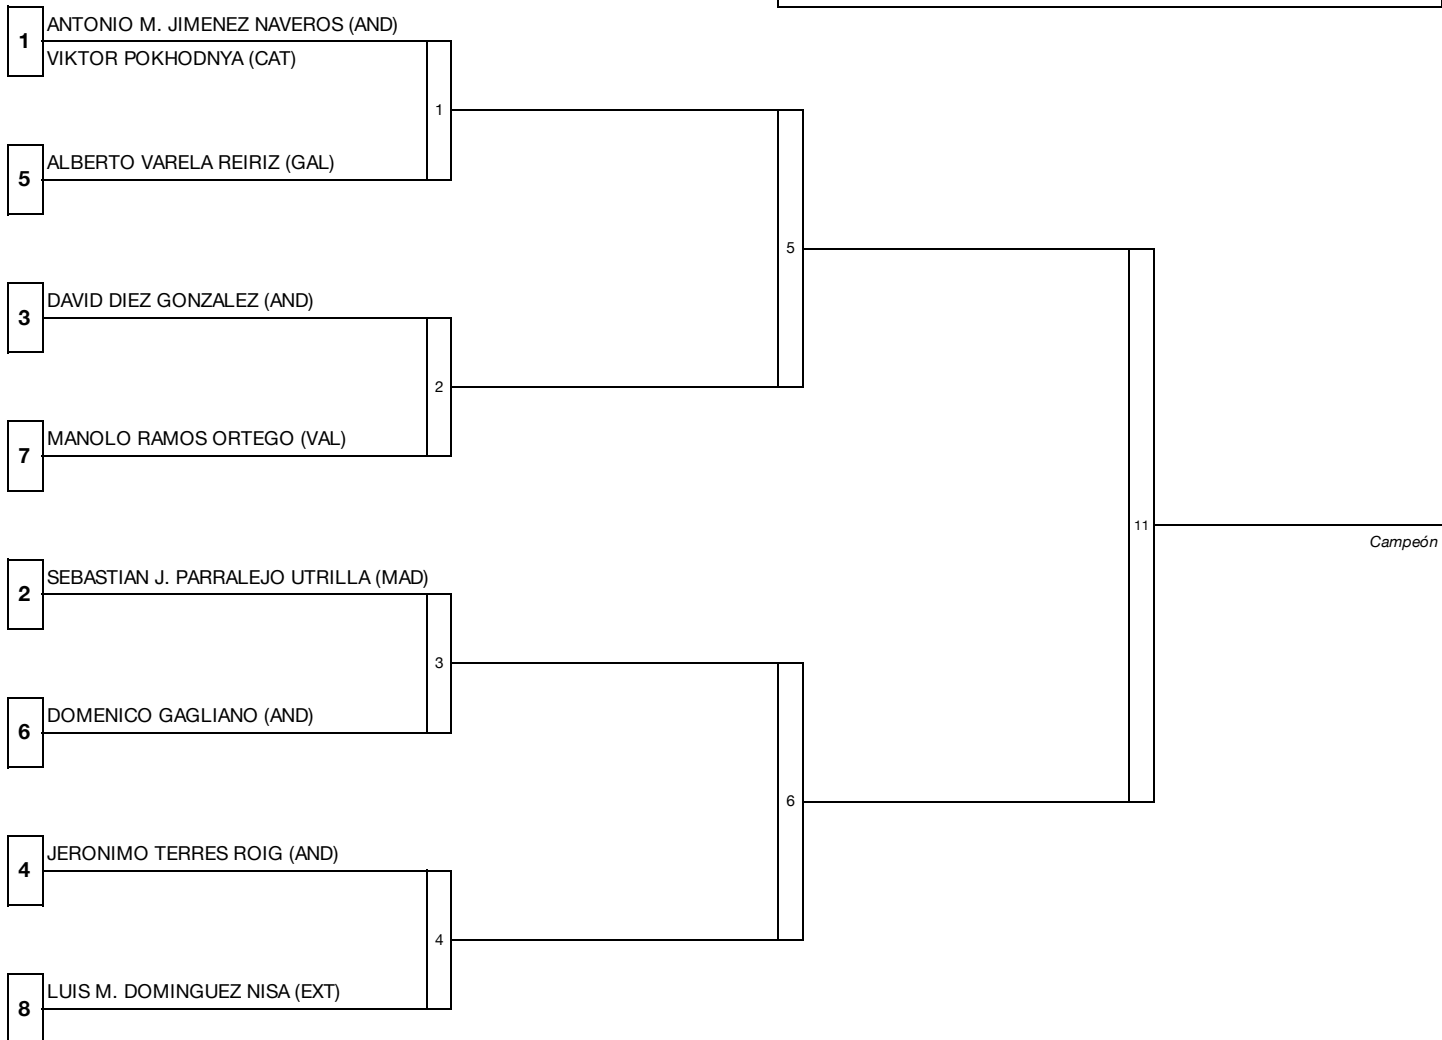 1
ANTONIO M. JIMENEZ NAVEROS (AND)
VIKTOR POKHODNYA (CAT)
1
5
ALBERTO VARELA REIRIZ (GAL)
5
3
DAVID DIEZ GONZALEZ (AND)
2
7
MANOLO RAMOS ORTEGO (VAL)
11
Campeón
2
SEBASTIAN J. PARRALEJO UTRILLA (MAD)
3
6
DOMENICO GAGLIANO (AND)
6
4
JERONIMO TERRES ROIG (AND)
4
8
LUIS M. DOMINGUEZ NISA (EXT)